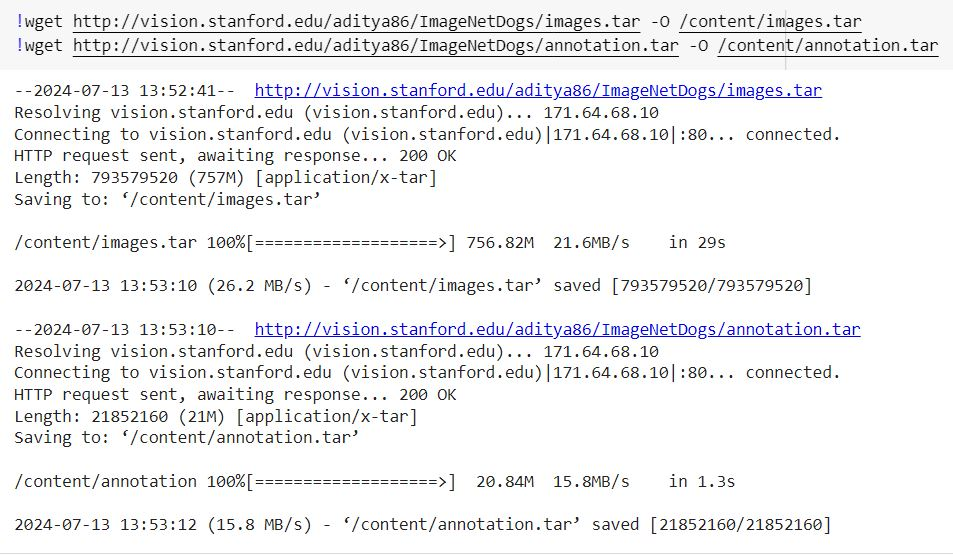 !wget http://vision.stanford.edu/aditya86/ImageNetDogs/images.tar -O /content/images.tar
!wget http://vision.stanford.edu/aditya86/ImageNetDogs/annotation.tar -O /content/annotation.tar
--2024-07-13 13:52:41--  http://vision.stanford.edu/aditya86/ImageNetDogs/images.tar
Resolving vision.stanford.edu (vision.stanford.edu)... 171.64.68.10
Connecting to vision.stanford.edu (vision.stanford.edu)|171.64.68.10|:80... connected.
HTTP request sent, awaiting response... 200 OK
Length: 793579520 (757M) [application/x-tar]
Saving to: ‘/content/images.tar’
/content/images.tar 100%[===================>] 756.82M  21.6MB/s    in 29s
2024-07-13 13:53:10 (26.2 MB/s) - ‘/content/images.tar’ saved [793579520/793579520]
--2024-07-13 13:53:10--  http://vision.stanford.edu/aditya86/ImageNetDogs/annotation.tar
Resolving vision.stanford.edu (vision.stanford.edu)... 171.64.68.10
Connecting to vision.stanford.edu (vision.stanford.edu)|171.64.68.10|:80... connected.
HTTP request sent, awaiting response... 200 OK
Length: 21852160 (21M) [application/x-tar]
Saving to: ‘/content/annotation.tar’
/content/annotation 100%[===================>]  20.84M  15.8MB/s    in 1.3s
2024-07-13 13:53:12 (15.8 MB/s) - ‘/content/annotation.tar’ saved [21852160/21852160]